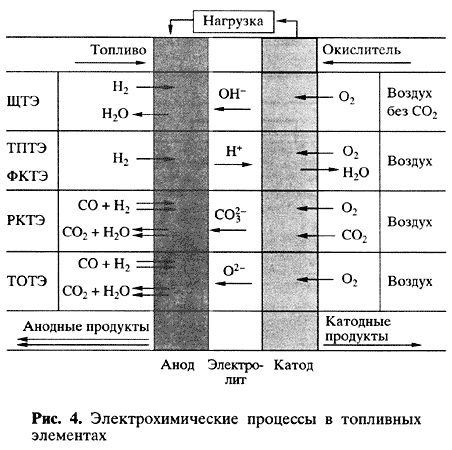 Нагрузка
Топливо Окислитель
ЩТЭ H₂ H₂O OH⁻ O₂ Воздух без CO₂
ТПТЭ ФКТЭ H₂ H⁺ O₂ H₂O Воздух
РКТЭ CO + H₂ CO₂ + H₂O CO₃²⁻ O₂ CO₂ Воздух
ТОТЭ CO + H₂ CO₂ + H₂O O²⁻ O₂ Воздух
Анодные продукты Катодные продукты
Анод Электро-лит Катод
Рис. 4. Электрохимические процессы в топливных
элементах